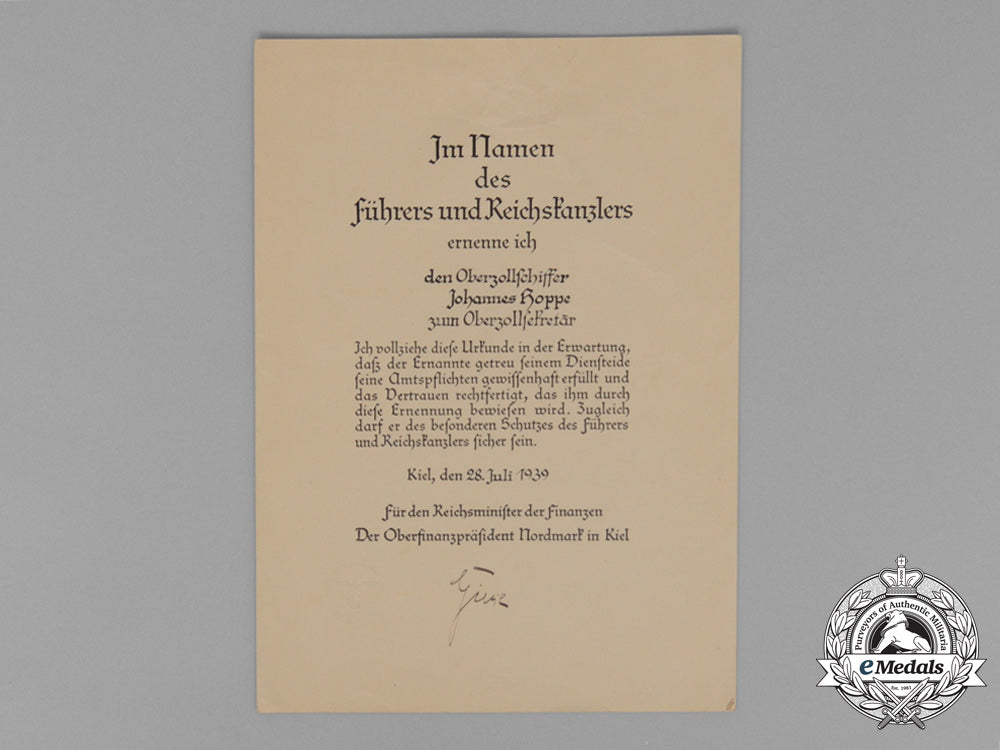 Im Namen
des
Führers und Reichskanzlers
ernenne ich
den Oberzollschiffer
Johannes Hoppe
zum Oberzollsekretär
Ich vollziehe diese Urkunde in der Erwartung,
daß der Ernannte getreu seinem Diensteide
seine Amtspflichten gewissenhaft erfüllt und
das Vertrauen rechtfertigt, das ihm durch
diese Ernennung bewiesen wird. Zugleich
darf er des besonderen Schutzes des Führers
und Reichskanzlers sicher sein.
Kiel, den 28. Juli 1939
Für den Reichsminister der Finanzen
Der Oberfinanzpräsident Nordmark in Kiel
Purveyors of Authentic Militaria
eMedals
Est. 1981